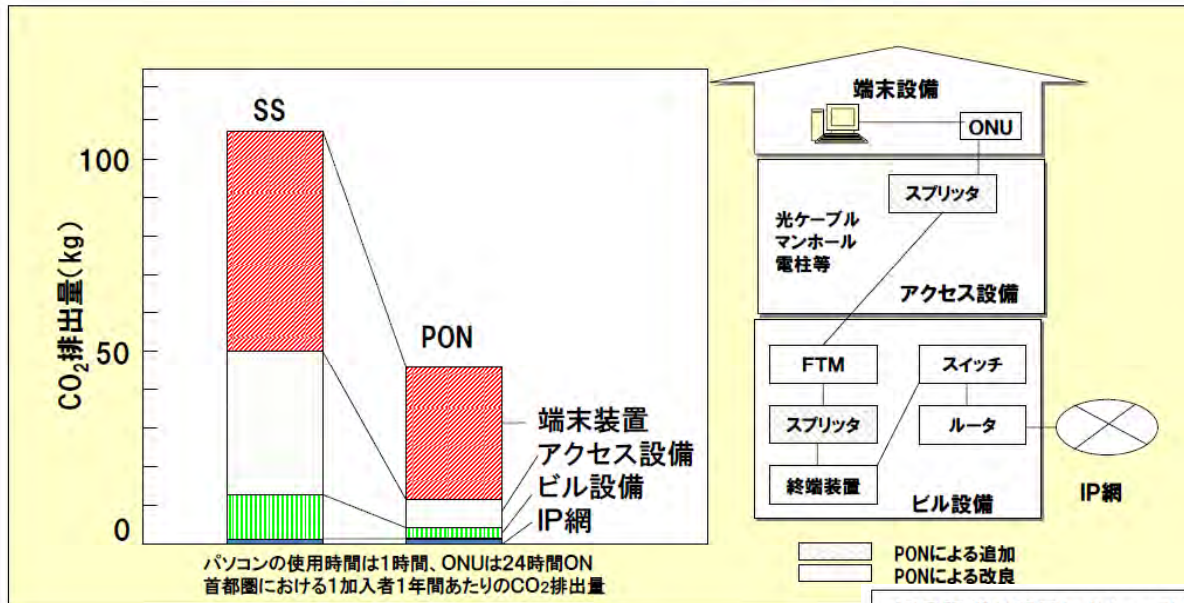 SS
PON
100
50
0
CO₂排出量(kg)
端末装置
アクセス設備
ビル設備
IP網
パソコンの使用時間は1時間、ONUは24時間ON
首都圏における1加入者1年間あたりのCO₂排出量
端末設備
ONU
スプリッタ
光ケーブル
マンホール
電柱等
アクセス設備
FTM
スイッチ
スプリッタ
ルータ
終端装置
ビル設備
IP網
PONによる追加
PONによる改良